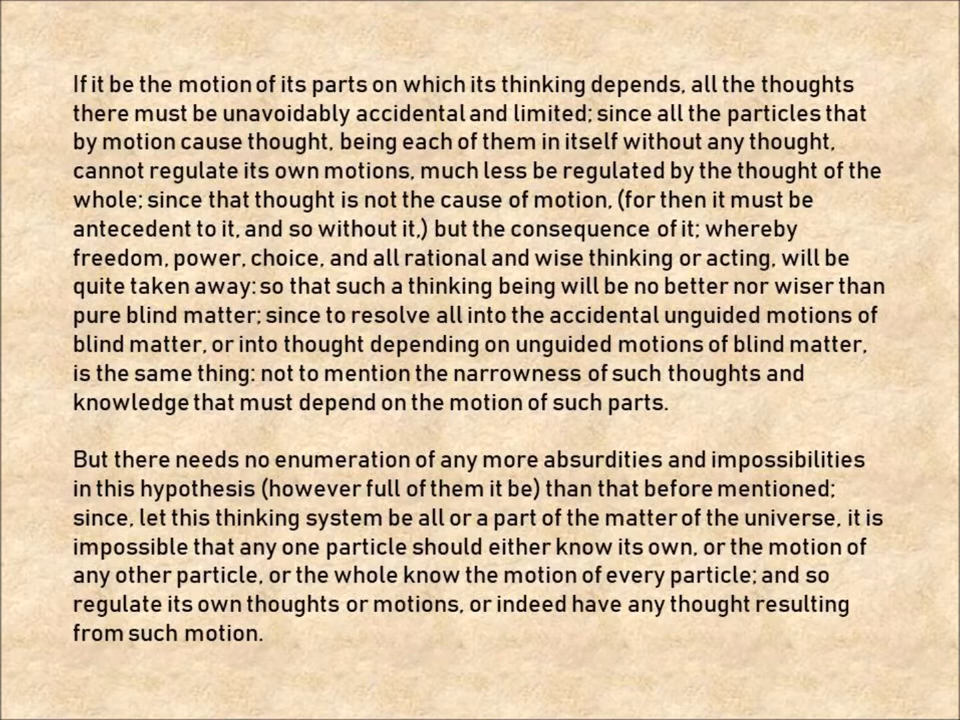 If it be the motion of its parts on which its thinking depends, all the thoughts
there must be unavoidably accidental and limited; since all the particles that
by motion cause thought, being each of them in itself without any thought,
cannot regulate its own motions, much less be regulated by the thought of the
whole; since that thought is not the cause of motion, (for then it must be
antecedent to it, and so without it,) but the consequence of it; whereby
freedom, power, choice, and all rational and wise thinking or acting, will be
quite taken away: so that such a thinking being will be no better nor wiser than
pure blind matter; since to resolve all into the accidental unguided motions of
blind matter, or into thought depending on unguided motions of blind matter,
is the same thing: not to mention the narrowness of such thoughts and
knowledge that must depend on the motion of such parts.
But there needs no enumeration of any more absurdities and impossibilities
in this hypothesis (however full of them it be) than that before mentioned;
since, let this thinking system be all or a part of the matter of the universe, it is
impossible that any one particle should either know its own, or the motion of
any other particle, or the whole know the motion of every particle; and so
regulate its own thoughts or motions, or indeed have any thought resulting
from such motion.